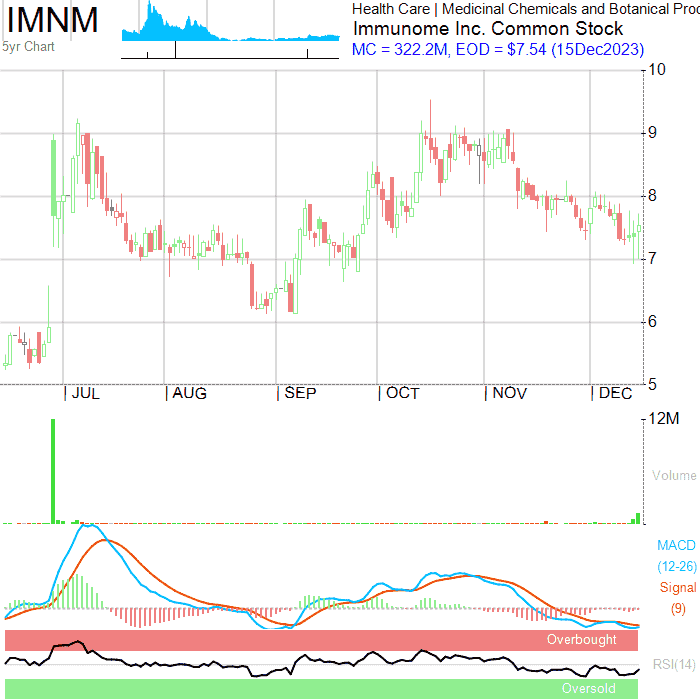 IMNM
5yr Chart
Health Care | Medicinal Chemicals and Botanical Proc
Immunome Inc. Common Stock
MC = 322.2M, EOD = $7.54 (15Dec2023)
10
9
8
7
6
5
| JUL | AUG | SEP | OCT | NOV | DEC
12M
Volume
MACD
(12-26)
Signal
(9)
Overbought
RSI(14)
Oversold